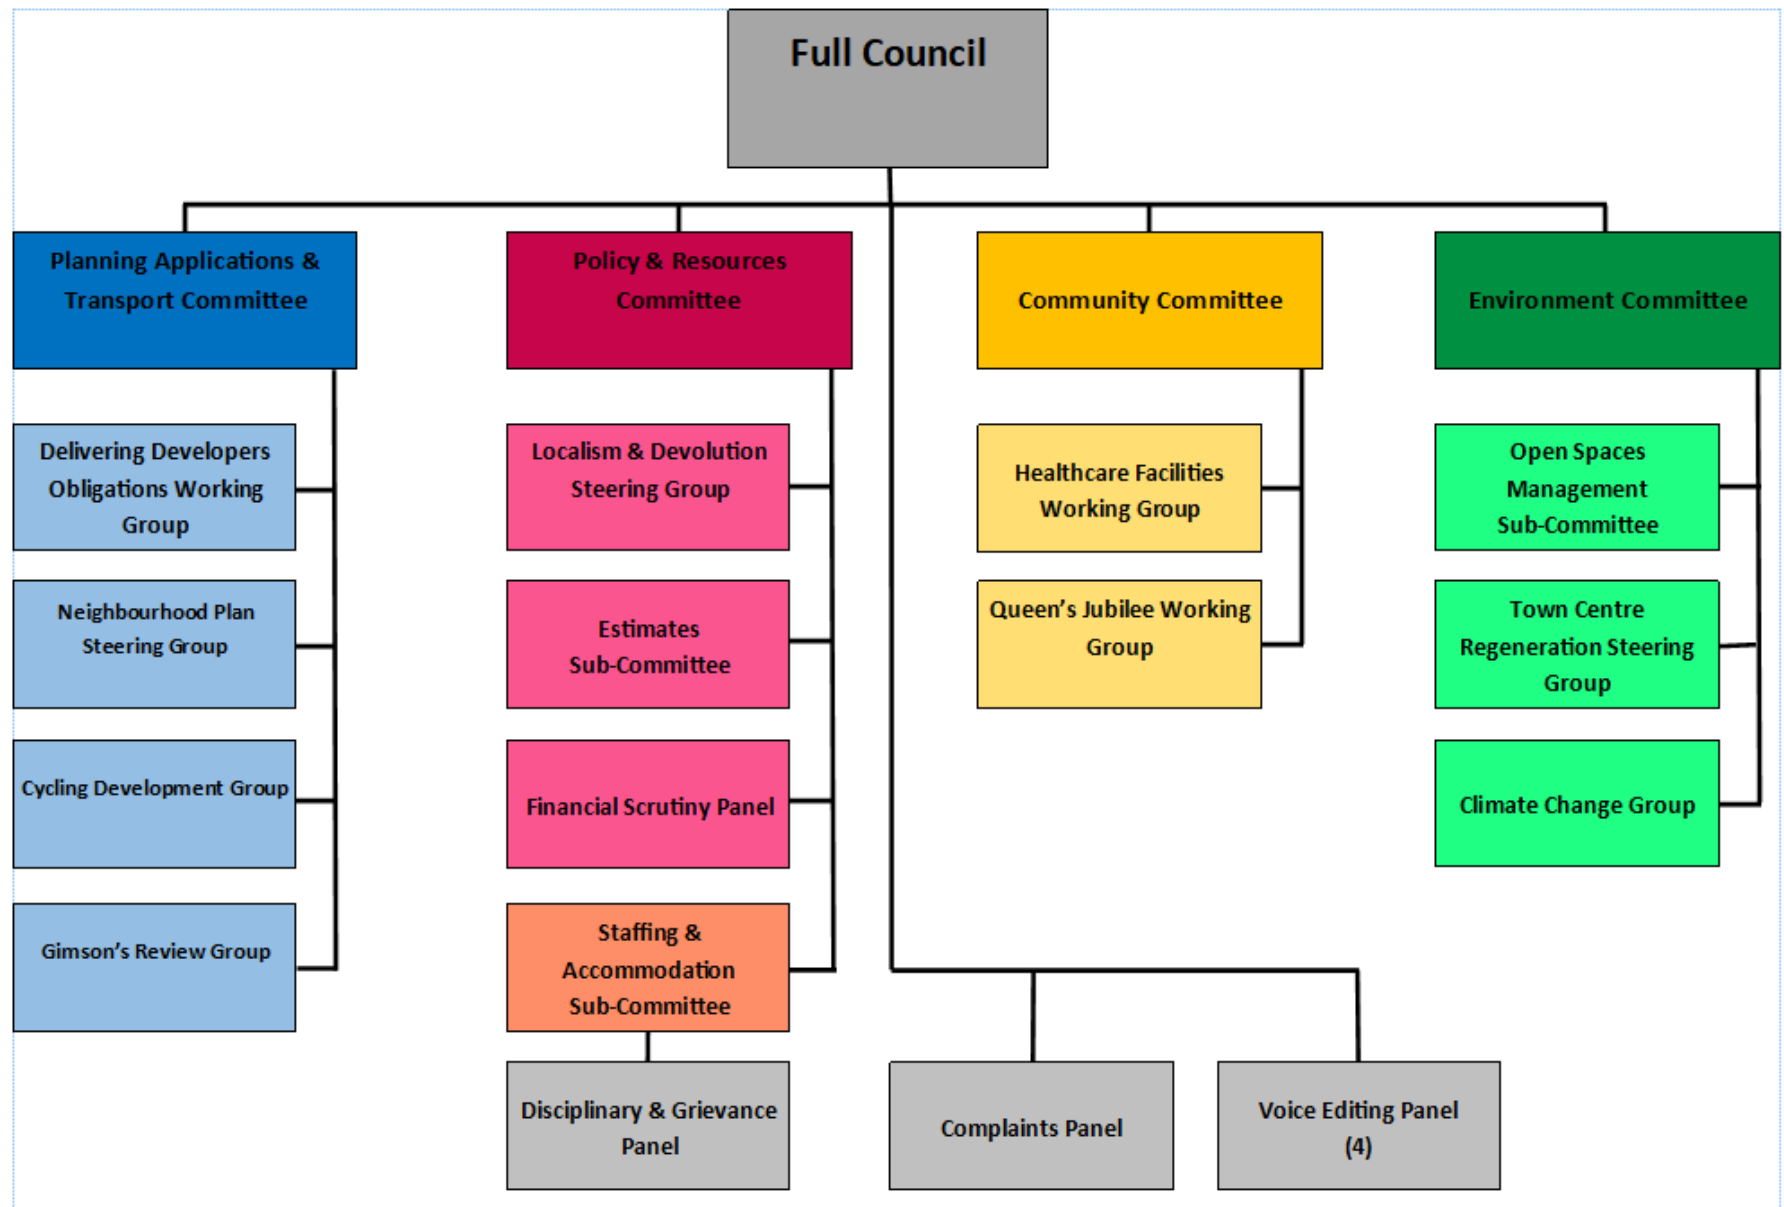 Full Council
Planning Applications &
Transport Committee
Policy & Resources
Committee
Community Committee
Environment Committee
Delivering Developers
Obligations Working
Group
Localism & Devolution
Steering Group
Healthcare Facilities
Working Group
Open Spaces
Management
Sub-Committee
Neighbourhood Plan
Steering Group
Estimates
Sub-Committee
Queen’s Jubilee Working
Group
Town Centre
Regeneration Steering
Group
Cycling Development Group
Financial Scrutiny Panel
Climate Change Group
Gimson’s Review Group
Staffing &
Accommodation
Sub-Committee
Disciplinary & Grievance
Panel
Complaints Panel
Voice Editing Panel
(4)